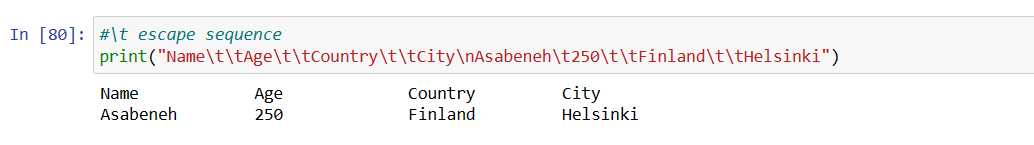 In [80]: #\t escape sequence
print("Name\t\tAge\t\tCountry\t\tCity\nAsabeneh\t250\t\tFinland\t\tHelsinki")
Name Age Country City
Asabeneh 250 Finland Helsinki